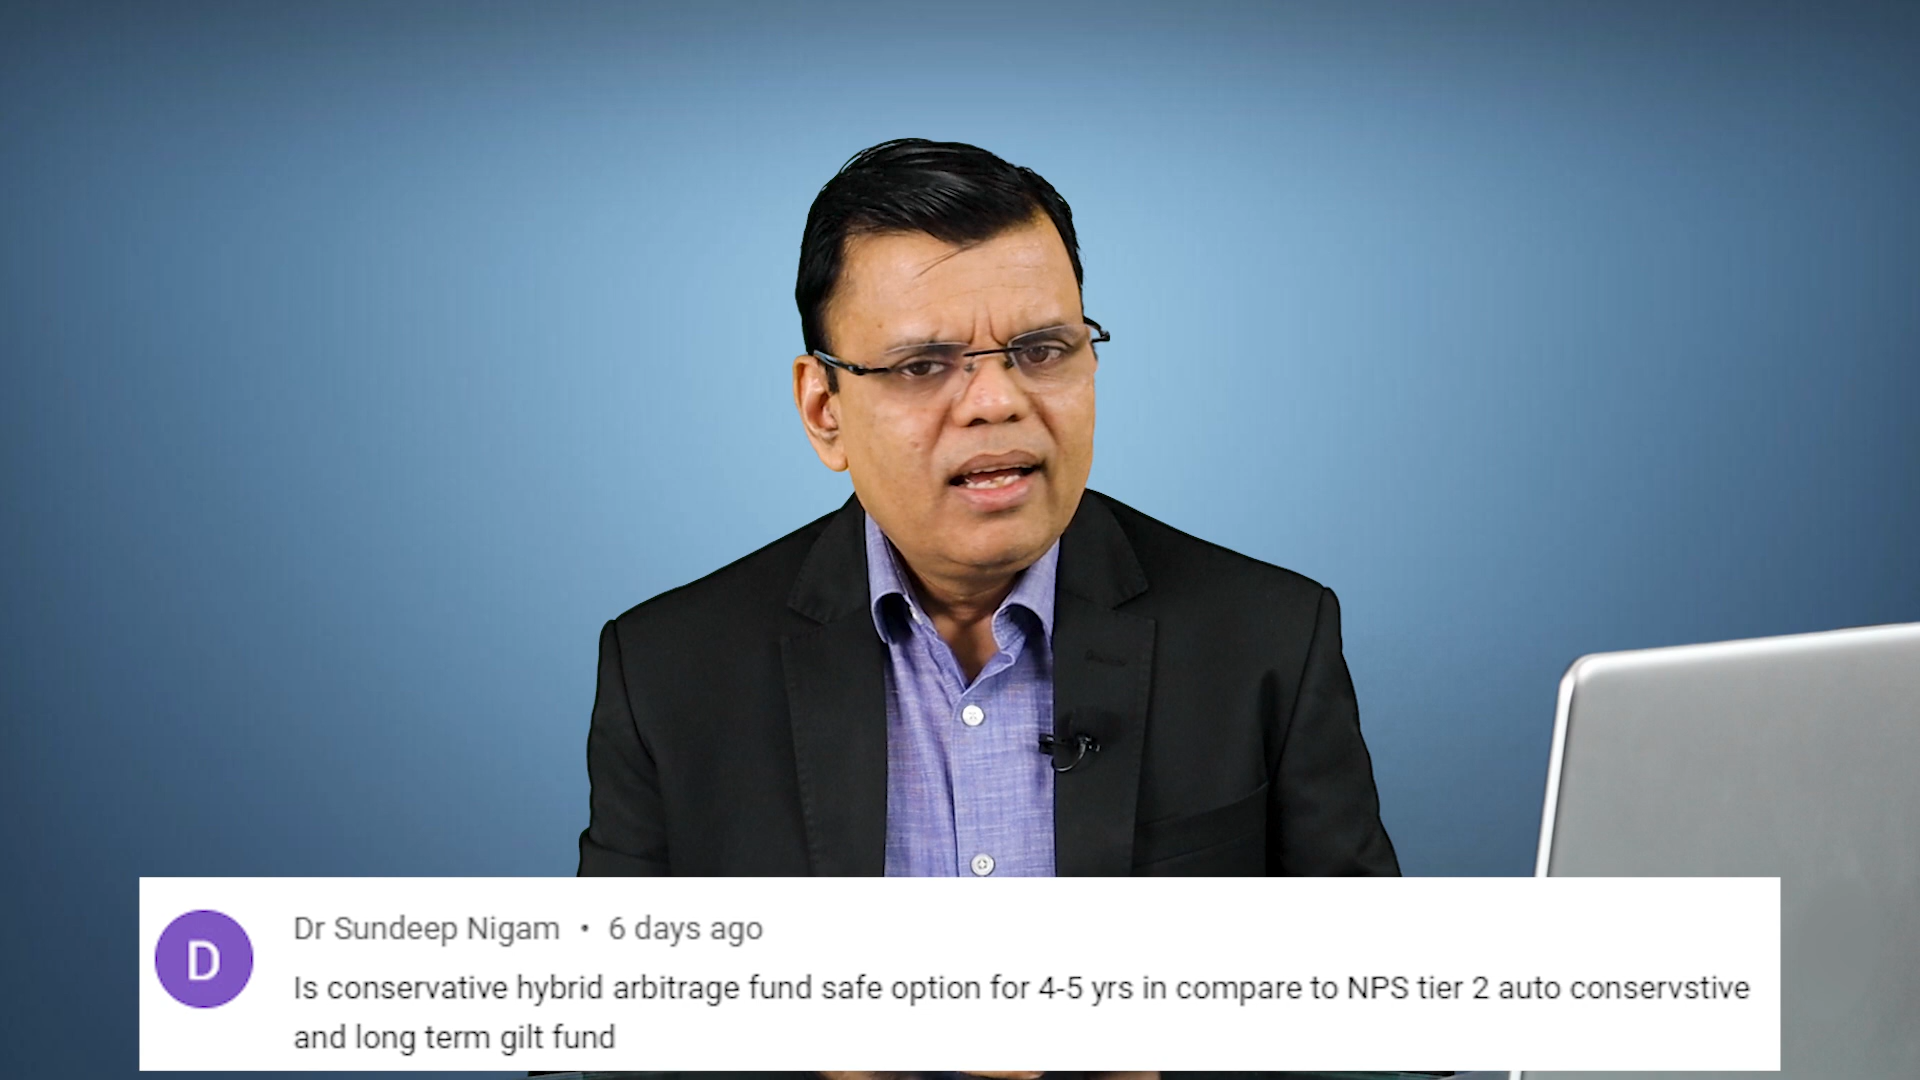 D
Dr Sundeep Nigam • 6 days ago
Is conservative hybrid arbitrage fund safe option for 4-5 yrs in compare to NPS tier 2 auto conservstive
and long term gilt fund